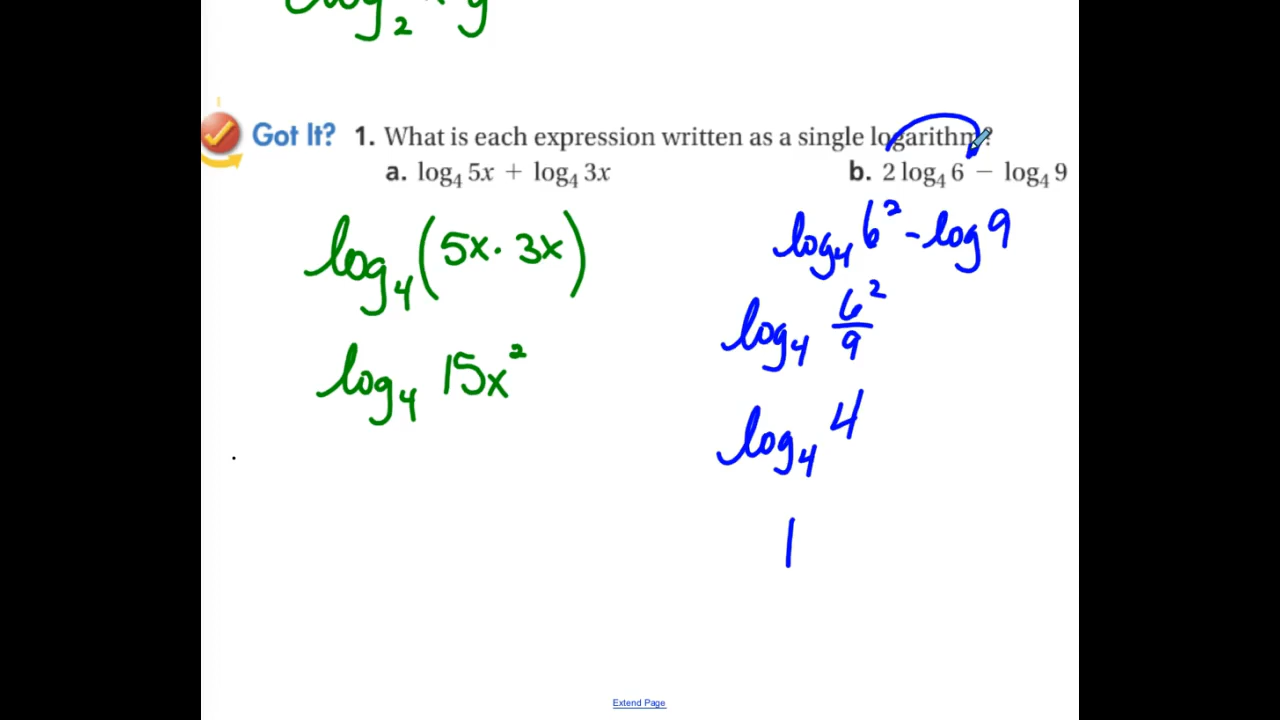 log₂ y
Got It? 1. What is each expression written as a single logarithm?
a. log₄ 5x + log₄ 3x
b. 2 log₄ 6 − log₄ 9
log₄ (5x · 3x)
log₄ 15x²
log₄ 6² - log 9
log₄ 6²/9
log₄ 4
1
Extend Page